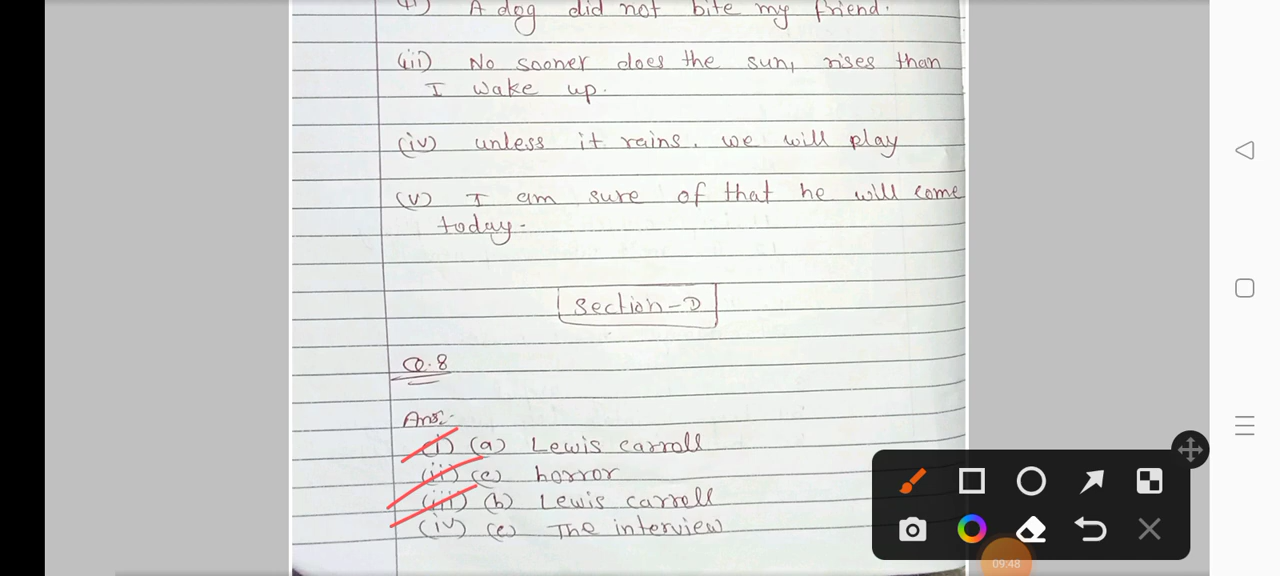 A dog did not bite my friend.
(iii) No sooner does the sun, rises than
I wake up.
(iv) unless it rains. we will play
(v) I am sure of that he will come
today.
Section-D
Q.8
Ans:-
(i) (a) Lewis carroll
(ii) (c) horror
(iii) (b) Lewis carroll
(iv) (c) The interview
09:48